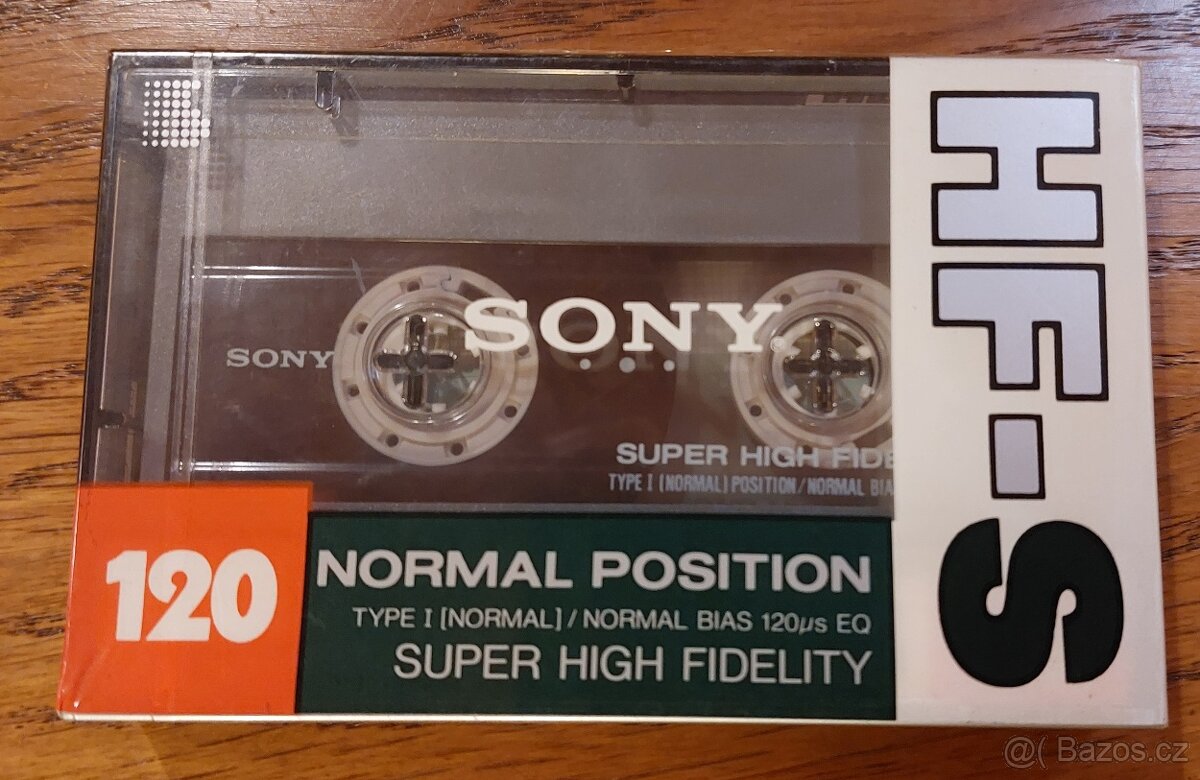 SONY
SONY
SUPER HIGH FIDE
TYPE I (NORMAL) POSITION/NORMAL BIA
HF-S
120
NORMAL POSITION
TYPE I [NORMAL] / NORMAL BIAS 120µs EQ
SUPER HIGH FIDELITY
@( Bazos.cz